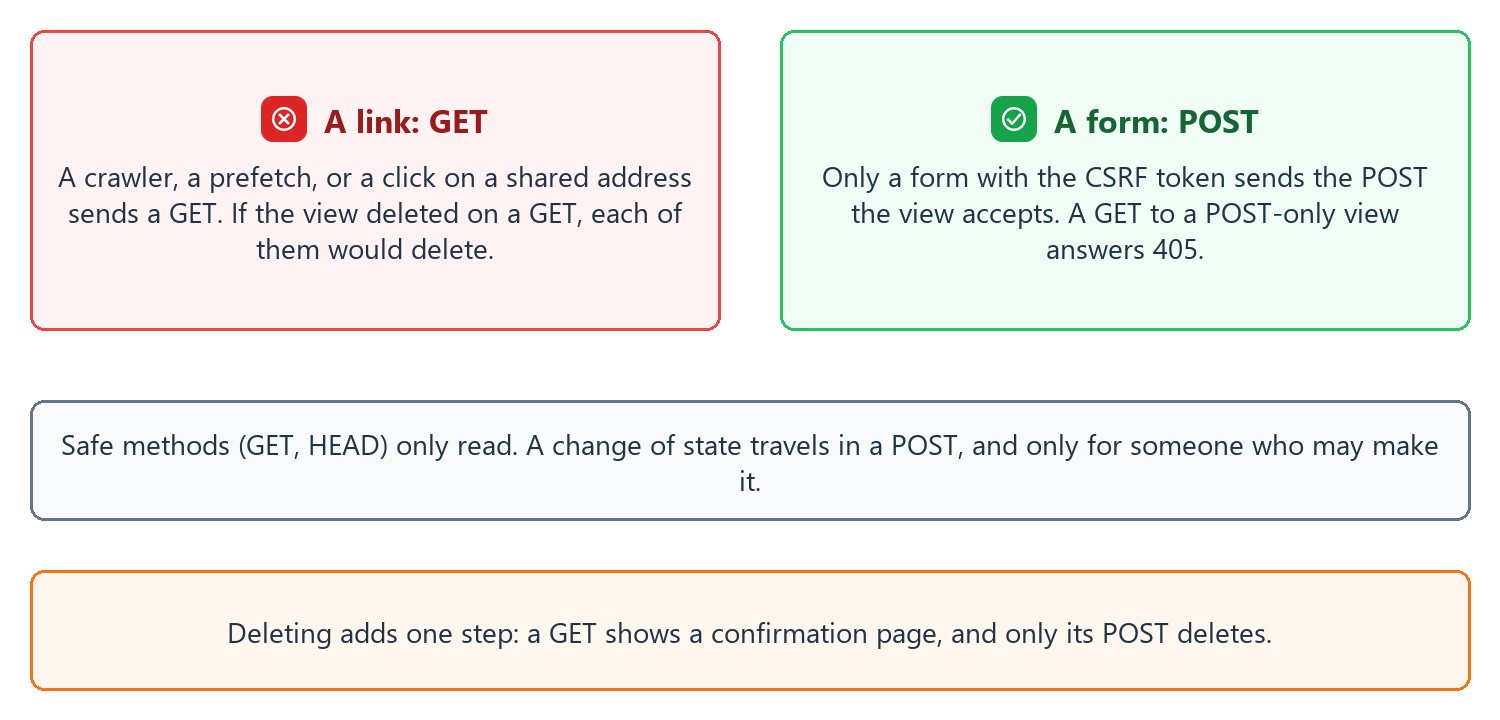 A link: GET
A crawler, a prefetch, or a click on a shared address
sends a GET. If the view deleted on a GET, each of
them would delete.
A form: POST
Only a form with the CSRF token sends the POST
the view accepts. A GET to a POST-only view
answers 405.
Safe methods (GET, HEAD) only read. A change of state travels in a POST, and only for someone who may make
it.
Deleting adds one step: a GET shows a confirmation page, and only its POST deletes.